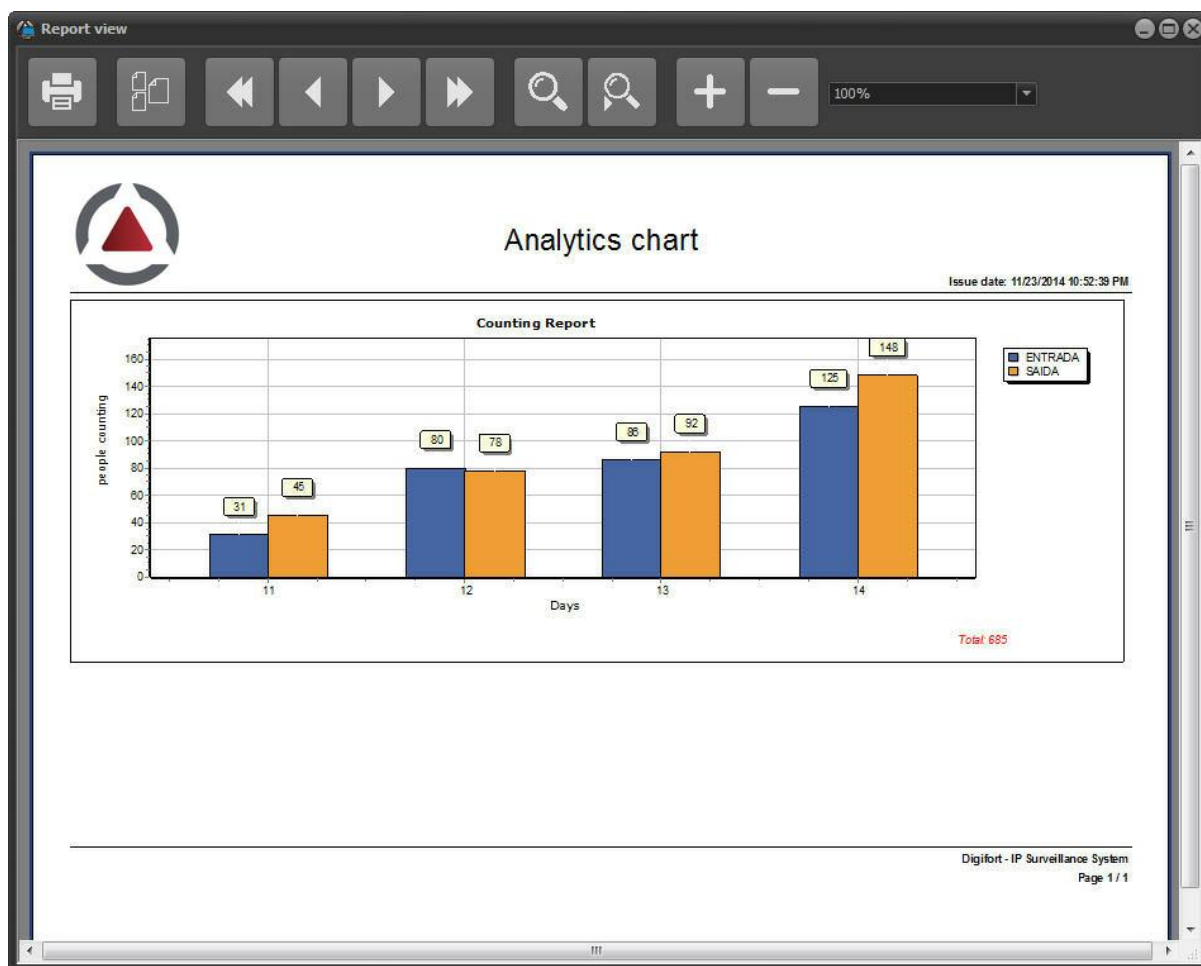 Report view
100%
Analytics chart
Issue date: 11/23/2014 10:52:39 PM
Counting Report
people counting
160
140
120
100
80
60
40
20
0
31
45
80
78
86
92
125
148
11
12
13
14
Days
ENTRADA
SAIDA
Total: 685
Digifort - IP Surveillance System
Page 1 / 1